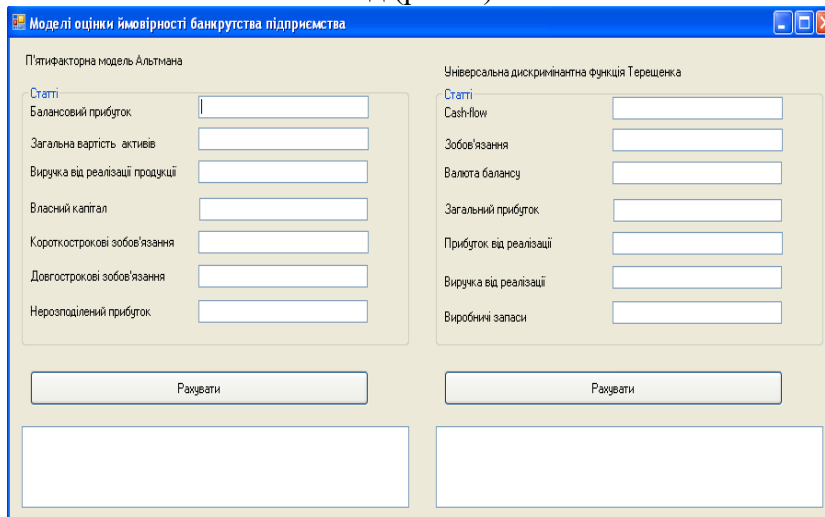 Моделі оцінки ймовірності банкрутства підприємства
П'ятифакторна модель Альтмана
Статті
Балансовий прибуток
Загальна вартість активів
Виручка від реалізації продукції
Власний капітал
Короткострокові зобов'язання
Довгострокові зобов'язання
Нерозподілений прибуток
Рахувати
Універсальна дискримінантна функція Терещенка
Статті
Cash-flow
Зобов'язання
Валюта балансу
Загальний прибуток
Прибуток від реалізації
Виручка від реалізації
Виробничі запаси
Рахувати